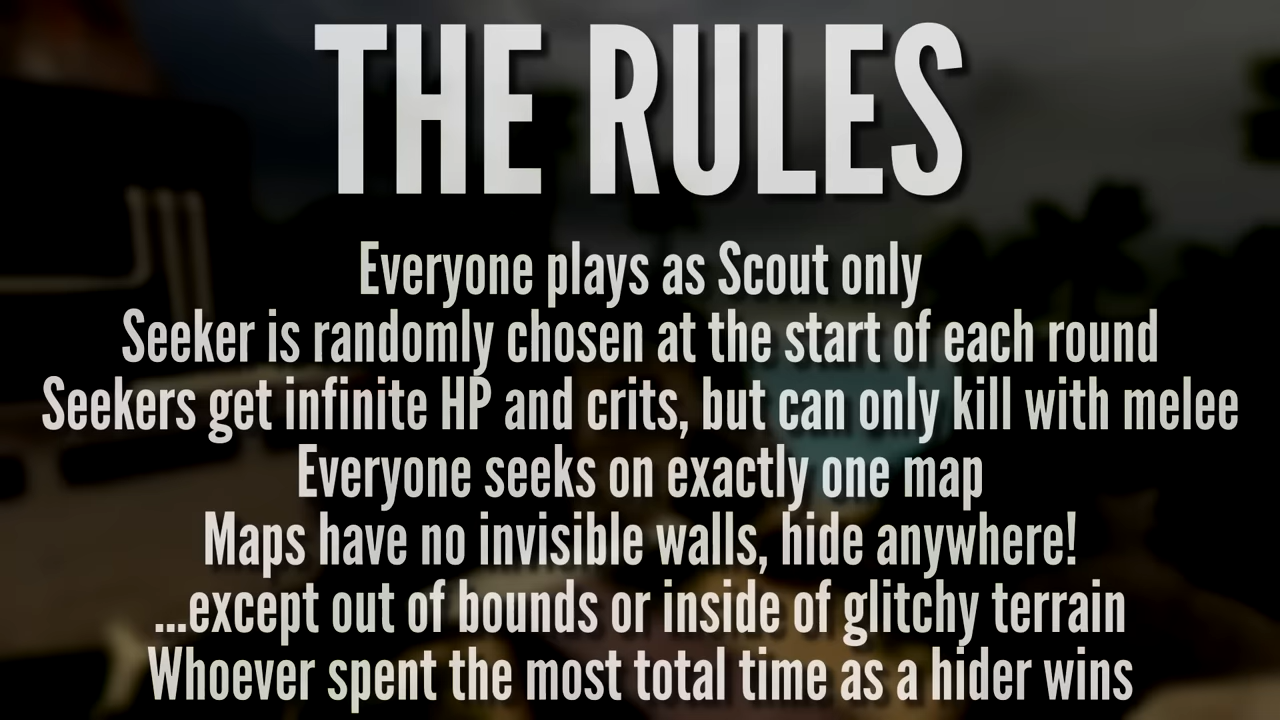 THE RULES
Everyone plays as Scout only
Seeker is randomly chosen at the start of each round
Seekers get infinite HP and crits, but can only kill with melee
Everyone seeks on exactly one map
Maps have no invisible walls, hide anywhere!
...except out of bounds or inside of glitchy terrain
Whoever spent the most total time as a hider wins